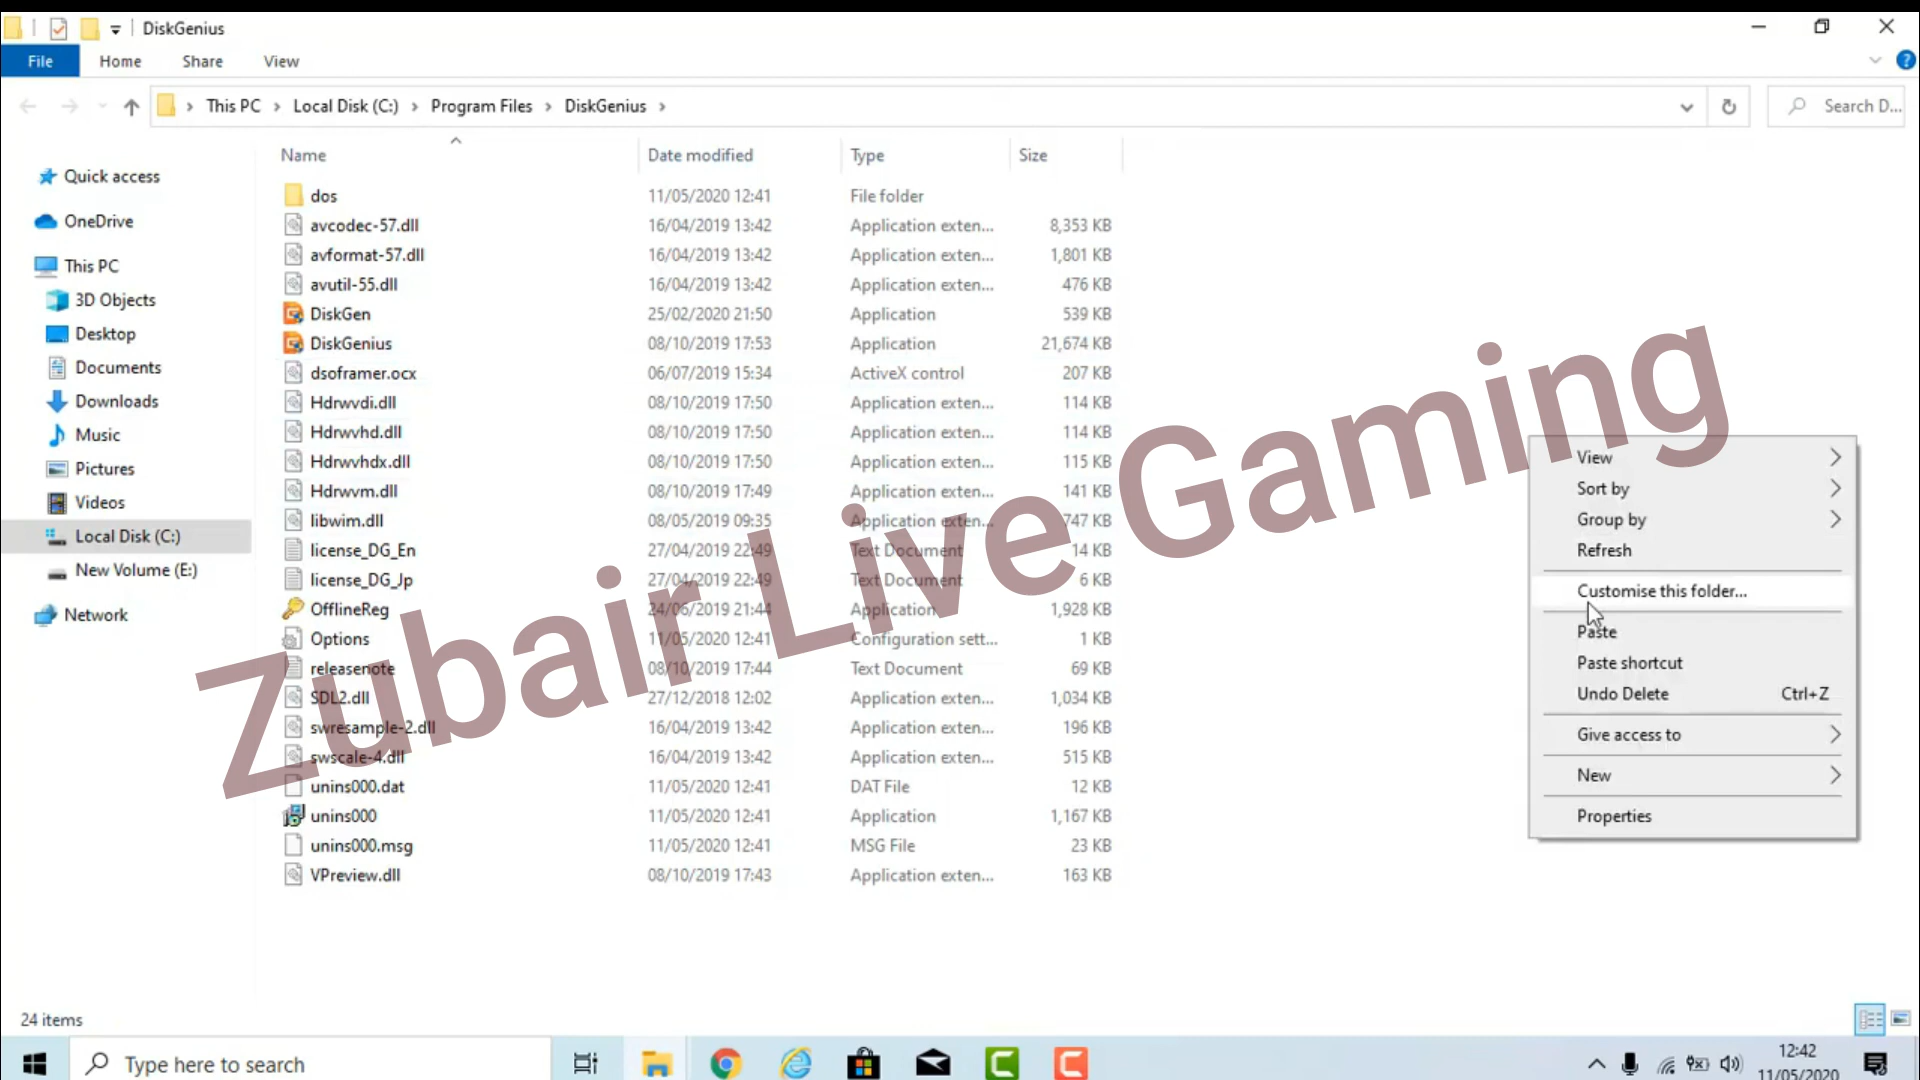 DiskGenius
File Home Share View
This PC Local Disk (C:) Program Files DiskGenius Search D...
Name Date modified Type Size
Quick access
OneDrive
This PC
3D Objects
Desktop
Documents
Downloads
Music
Pictures
Videos
Local Disk (C:)
New Volume (E:)
Network
dos 11/05/2020 12:41 File folder
avcodec-57.dll 16/04/2019 13:42 Application exten... 8,353 KB
avformat-57.dll 16/04/2019 13:42 Application exten... 1,801 KB
avutil-55.dll 16/04/2019 13:42 Application exten... 476 KB
DiskGen 25/02/2020 21:50 Application 539 KB
DiskGenius 08/10/2019 17:53 Application 21,674 KB
dsoframer.ocx 06/07/2019 15:34 ActiveX control 207 KB
Hdrwvdi.dll 08/10/2019 17:50 Application exten... 114 KB
Hdrwvhd.dll 08/10/2019 17:50 Application exten... 114 KB
Hdrwvhdx.dll 08/10/2019 17:50 Application exten... 115 KB
Hdrwvm.dll 08/10/2019 17:49 Application exten... 141 KB
libwim.dll 08/05/2019 09:35 Application exten... 747 KB
license_DG_En 27/04/2019 22:49 Text Document 14 KB
license_DG_Jp 27/04/2019 22:49 Text Document 6 KB
OfflineReg 24/06/2019 21:44 Application 1,928 KB
Options 11/05/2020 12:41 Configuration sett... 1 KB
releasenote 08/10/2019 17:44 Text Document 69 KB
SDL2.dll 27/12/2018 12:02 Application exten... 1,034 KB
swresample-2.dll 16/04/2019 13:42 Application exten... 196 KB
swscale-4.dll 16/04/2019 13:42 Application exten... 515 KB
unins000.dat 11/05/2020 12:41 DAT File 12 KB
unins000 11/05/2020 12:41 Application 1,167 KB
unins000.msg 11/05/2020 12:41 MSG File 23 KB
VPreview.dll 08/10/2019 17:43 Application exten... 163 KB
Zubair Live Gaming
View
Sort by
Group by
Refresh
Customise this folder...
Paste
Paste shortcut
Undo Delete Ctrl+Z
Give access to
New
Properties
24 items
Type here to search
12:42
11/05/2020